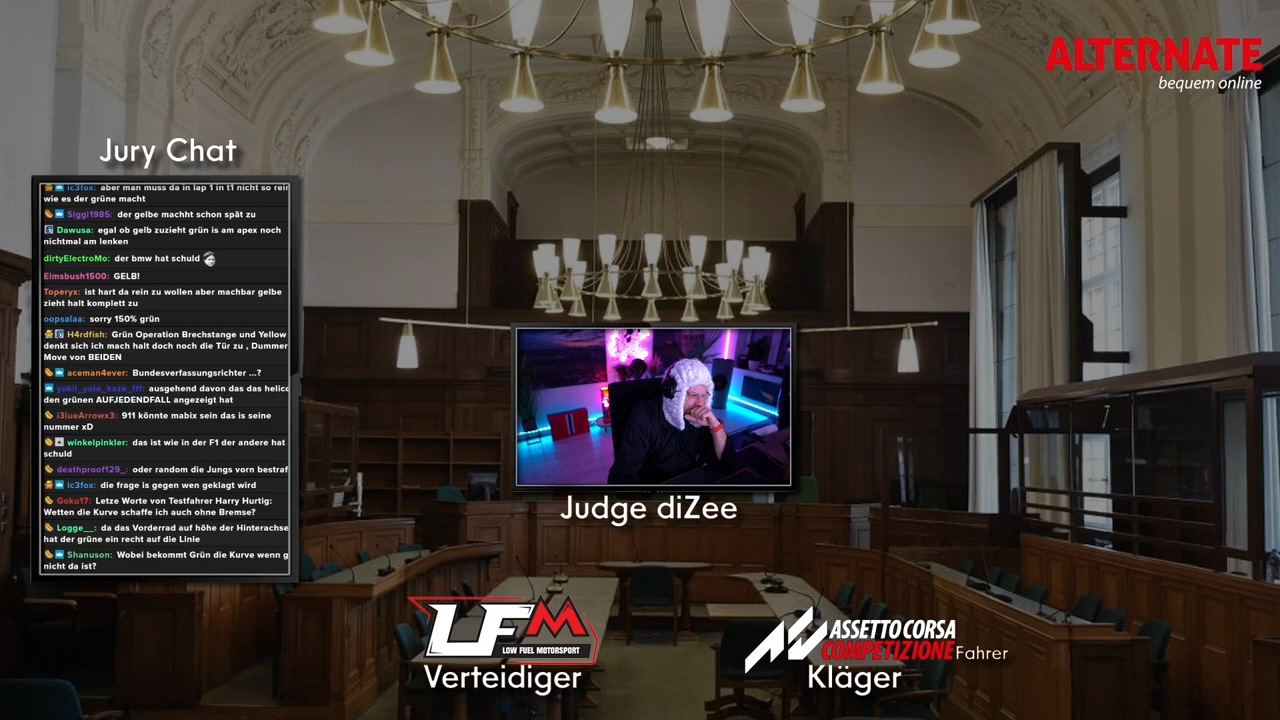 ALTERNATE
bequem online
Jury Chat
ic3fox: aber man muss da in lap 1 in t1 nicht so rein
wie es der grüne macht
Siggi1985: der gelbe machht schon spät zu
Dawusa: egal ob gelb zuzieht grün is am apex noch
nichtmal am lenken
dirtyElectroMo: der bmw hat schuld
Elmsbush1500: GELB!
Toperyx: ist hart da rein zu wollen aber machbar gelbe
zieht halt komplett zu
oopsalaa: sorry 150% grün
H4rdfish: Grün Operation Brechstange und Yellow
denkt sich ich mach halt doch noch die Tür zu , Dummer
Move von BEIDEN
aceman4ever: Bundesverfassungsrichter ...?
yukii_yolo_kaze_fff: ausgehend davon das das helico
den grünen AUFJEDENDFALL angezeigt hat
i3lueArrowx3: 911 könnte mabix sein das is seine
nummer xD
winkelpinkler: das ist wie in der F1 der andere hat
schuld
deathproof129_: oder random die Jungs vorn bestraf
ic3fox: die frage is gegen wen geklagt wird
Goku17: Letze Worte von Testfahrer Harry Hurtig:
Wetten die Kurve schaffe ich auch ohne Bremse?
Logge__: da das Vorderrad auf höhe der Hinterachse
hat der grüne ein recht auf die Linie
Shanuson: Wobei bekommt Grün die Kurve wenn g
nicht da ist?
Judge diZee
LFM
LOW FUEL MOTORSPORT
Verteidiger
ASSETTO CORSA
COMPETIZIONE Fahrer
Kläger